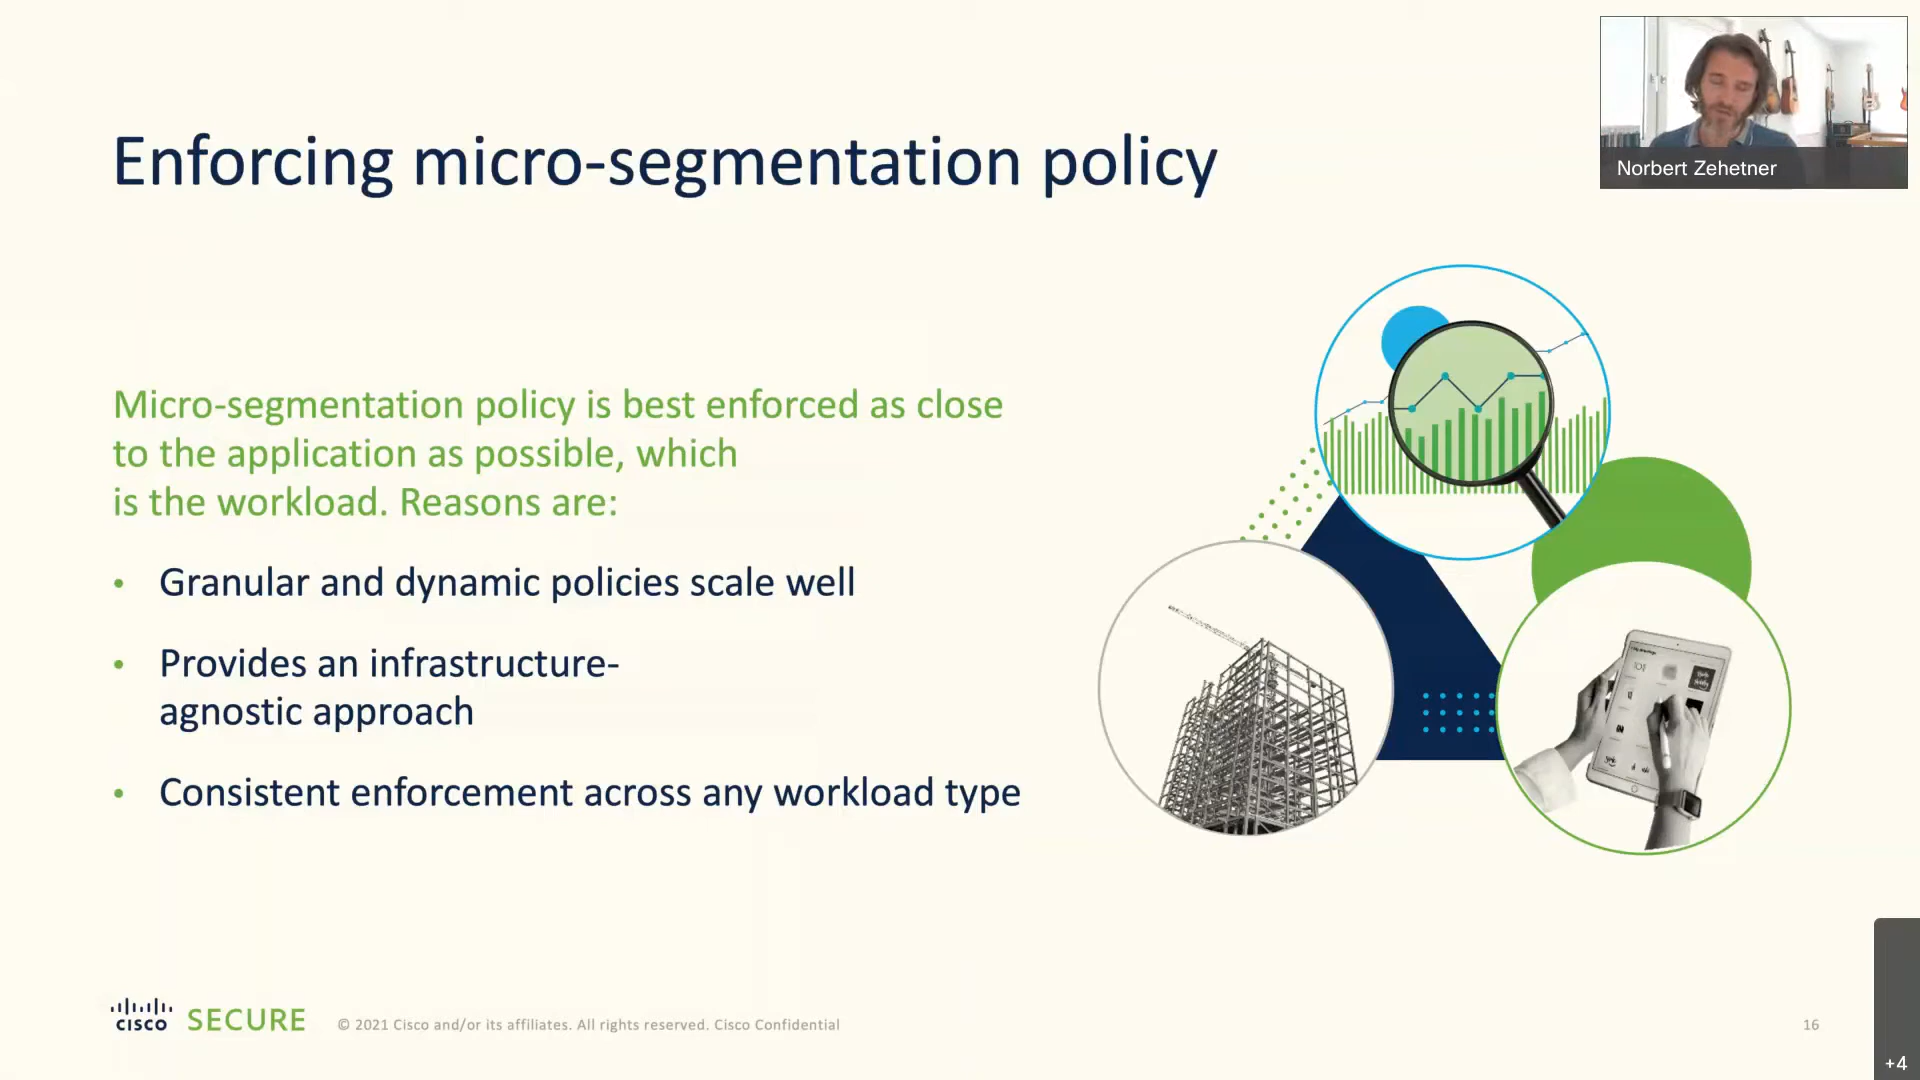 Norbert Zehetner
Enforcing micro-segmentation policy
Micro-segmentation policy is best enforced as close
to the application as possible, which
is the workload. Reasons are:
• Granular and dynamic policies scale well
• Provides an infrastructure-
agnostic approach
• Consistent enforcement across any workload type
101
CISCO SECURE © 2021 Cisco and/or its affiliates. All rights reserved. Cisco Confidential
16
+4